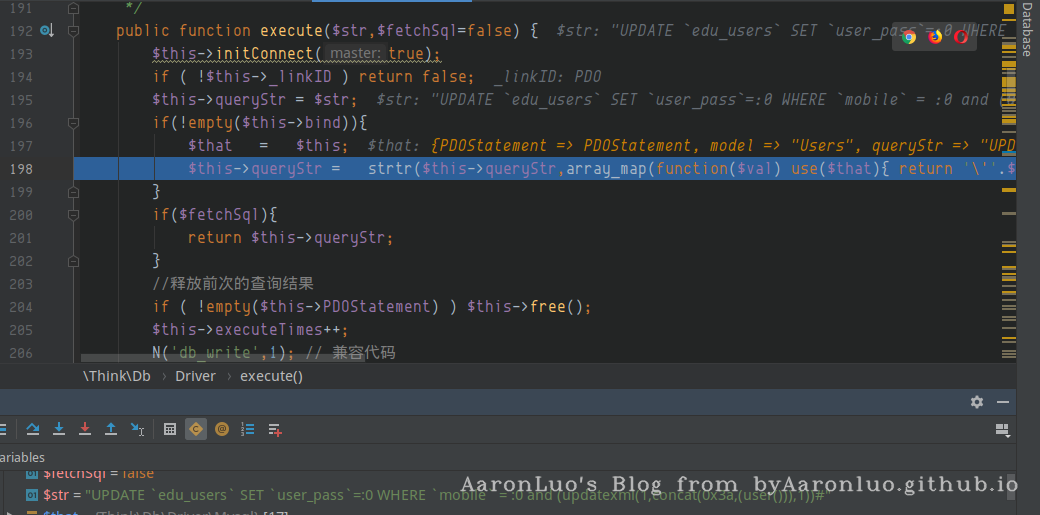 191 */
192 public function execute($str,$fetchSql=false) { $str: "UPDATE `edu_users` SET `user_pass`=:0 WHERE
193 $this->initConnect( master: true);
194 if ( !$this->_linkID ) return false; _linkID: PDO
195 $this->queryStr = $str; $str: "UPDATE `edu_users` SET `user_pass`=:0 WHERE `mobile` = :0 and (
196 if(!empty($this->bind)){
197 $that = $this; $that: {PDOStatement => PDOStatement, model => "Users", queryStr => "UPD
198 $this->queryStr = strtr($this->queryStr,array_map(function($val) use($that){ return '\''.$
199 }
200 if($fetchSql){
201 return $this->queryStr;
202 }
203 //释放前次的查询结果
204 if ( !empty($this->PDOStatement) ) $this->free();
205 $this->executeTimes++;
206 N('db_write',1); // 兼容代码
Database
\Think\Db › Driver › execute()
ariables
$fetchSql = false
$str = "UPDATE `edu_users` SET `user_pass`=:0 WHERE `mobile` = :0 and (updatexml(1,concat(0x3a,(user())),1))#"
$that = {Think\Db\Driver\Mysql} [17]
AaronLuo's Blog from byAaronluo.github.io